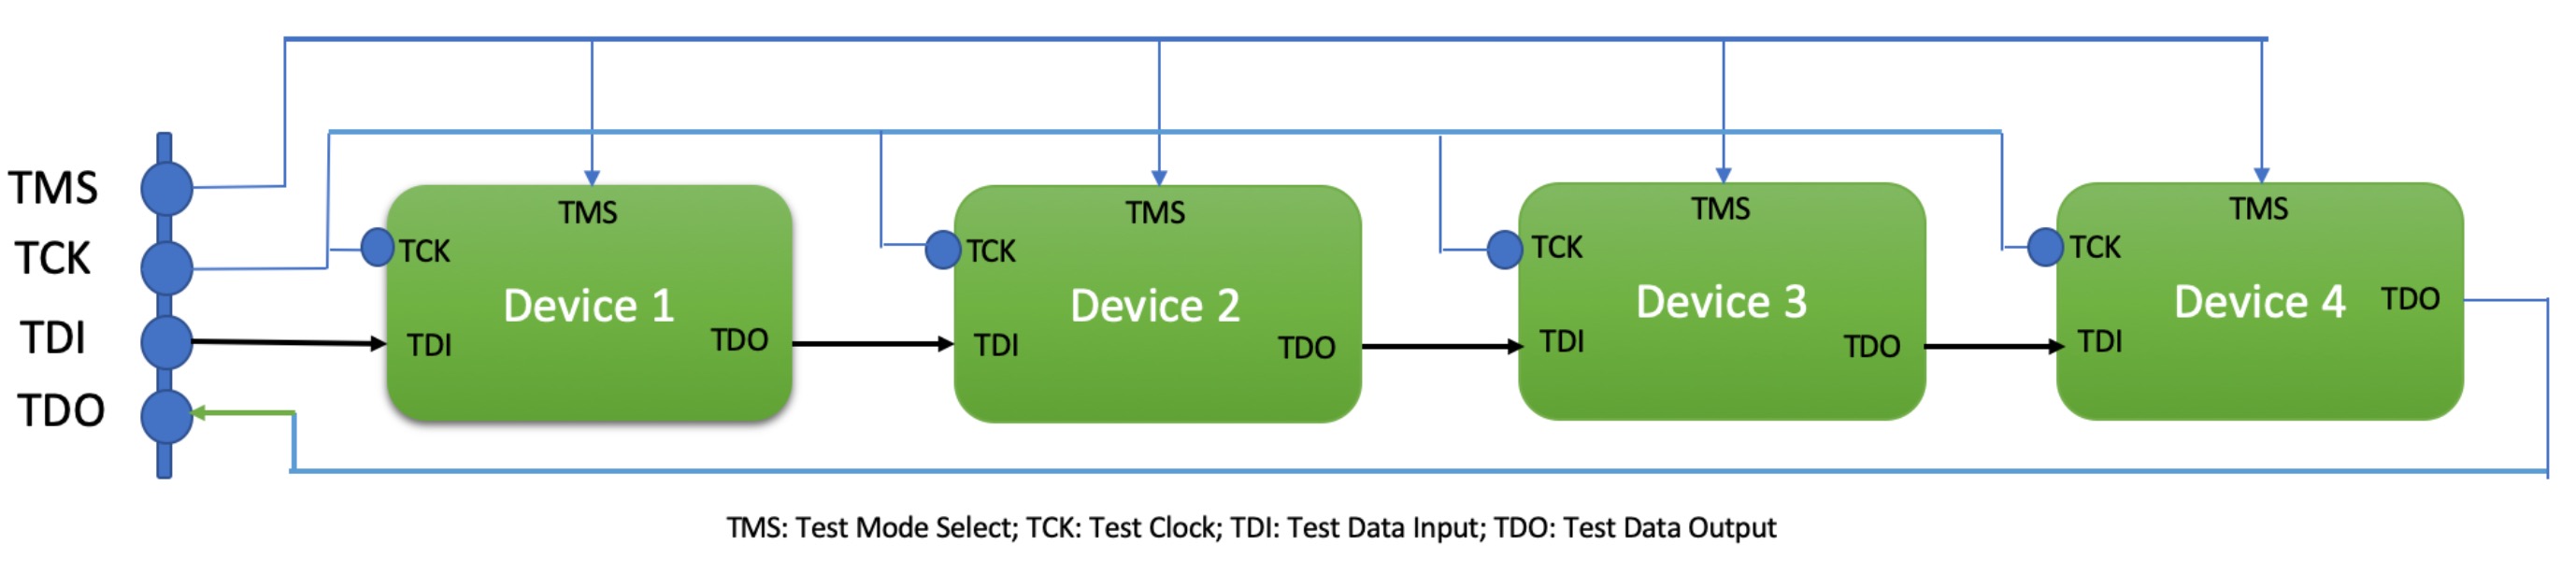 TMS
TCK
TDI
TDO
TMS
TCK
Device 1
TDI
TDO
TMS
TCK
Device 2
TDI
TDO
TMS
TCK
Device 3
TDI
TDO
TMS
TCK
Device 4
TDO
TDI
TMS: Test Mode Select; TCK: Test Clock; TDI: Test Data Input; TDO: Test Data Output